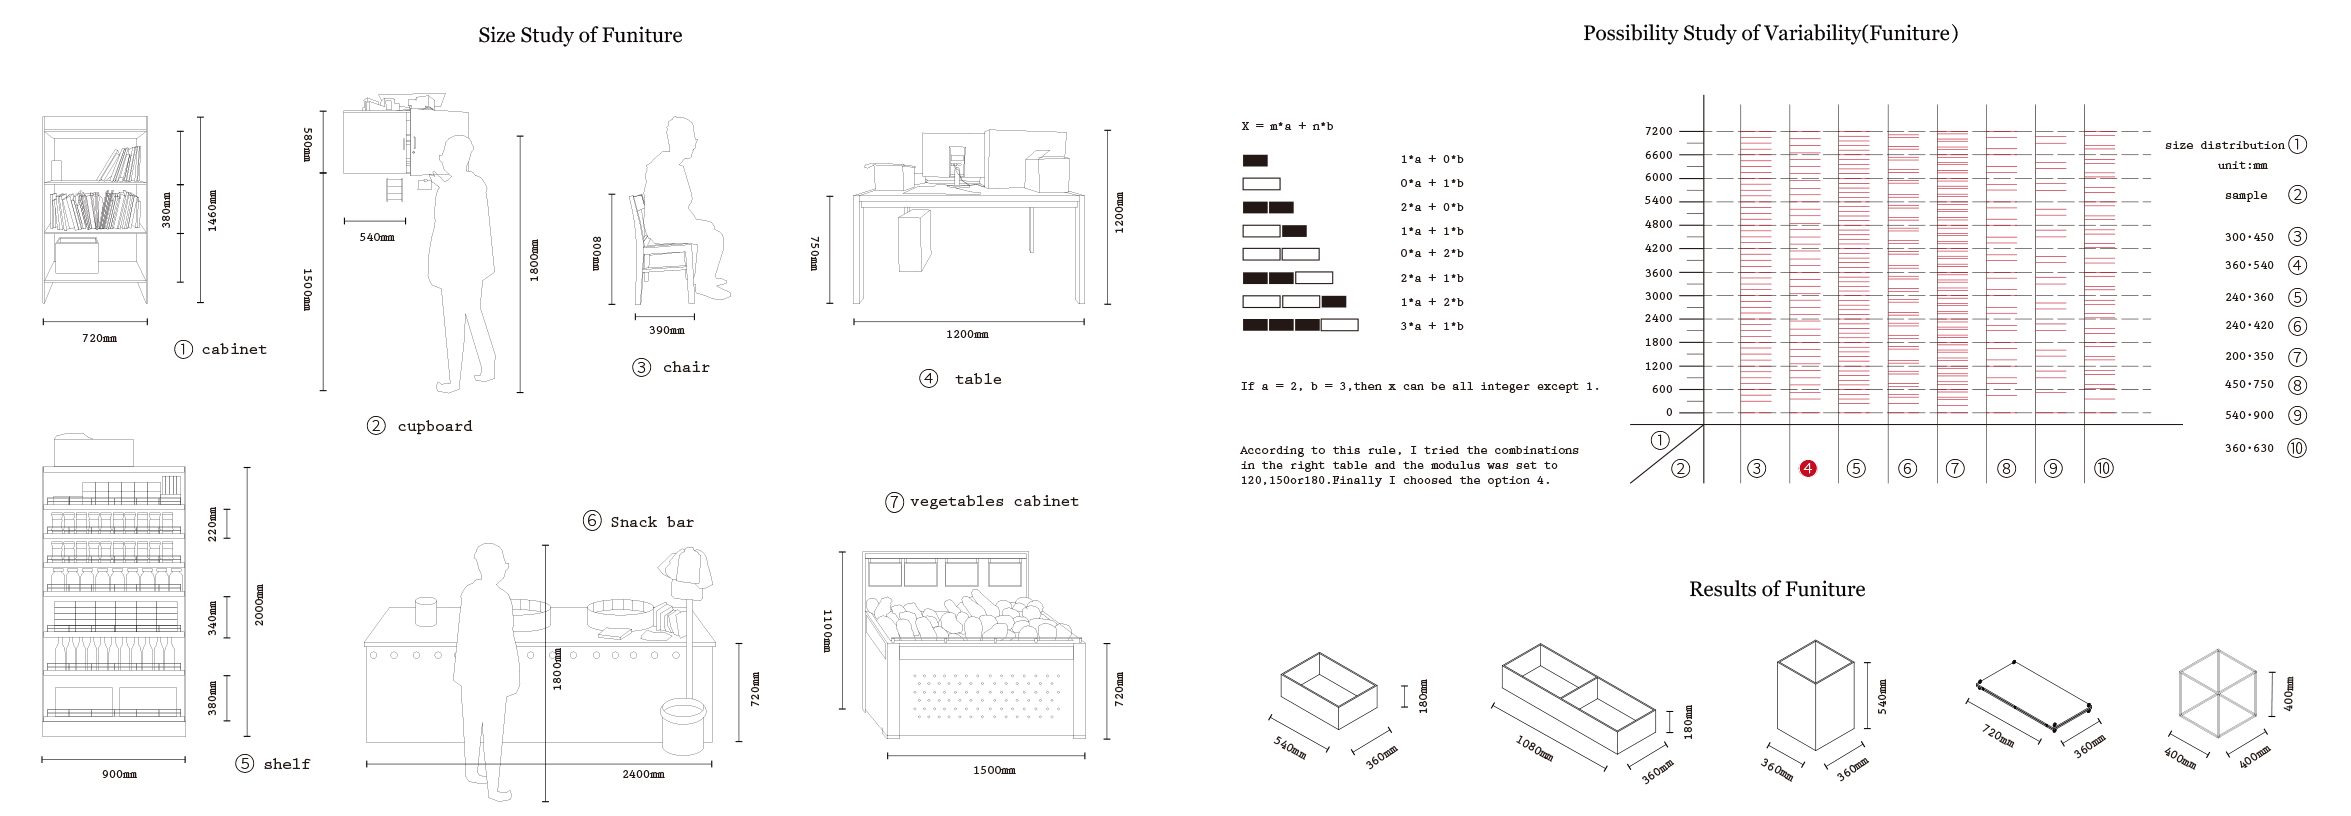 Size Study of Funiture
580mm
540mm
1500mm
1800mm
② cupboard
380mm
1460mm
720mm
① cabinet
800mm
390mm
③ chair
750mm
1200mm
1200mm
④ table
220mm
340mm
380mm
2000mm
900mm
⑤ shelf
⑥ Snack bar
1800mm
720mm
2400mm
⑦ vegetables cabinet
1100mm
720mm
1500mm
Possibility Study of Variability(Funiture)
X = m*a + n*b
1*a + 0*b
0*a + 1*b
2*a + 0*b
1*a + 1*b
0*a + 2*b
2*a + 1*b
1*a + 2*b
3*a + 1*b
If a = 2, b = 3,then x can be all integer except 1.
According to this rule, I tried the combinations
in the right table and the modulus was set to
120,150or180.Finally I choosed the option 4.
7200
6600
6000
5400
4800
4200
3600
3000
2400
1800
1200
600
0
①
② ③ ④ ⑤ ⑥ ⑦ ⑧ ⑨ ⑩
size distribution ①
unit:mm
sample ②
300·450 ③
360·540 ④
240·360 ⑤
240·420 ⑥
200·350 ⑦
450·750 ⑧
540·900 ⑨
360·630 ⑩
Results of Funiture
180mm
540mm
360mm
180mm
1080mm
360mm
540mm
360mm
360mm
720mm
360mm
400mm
400mm
400mm